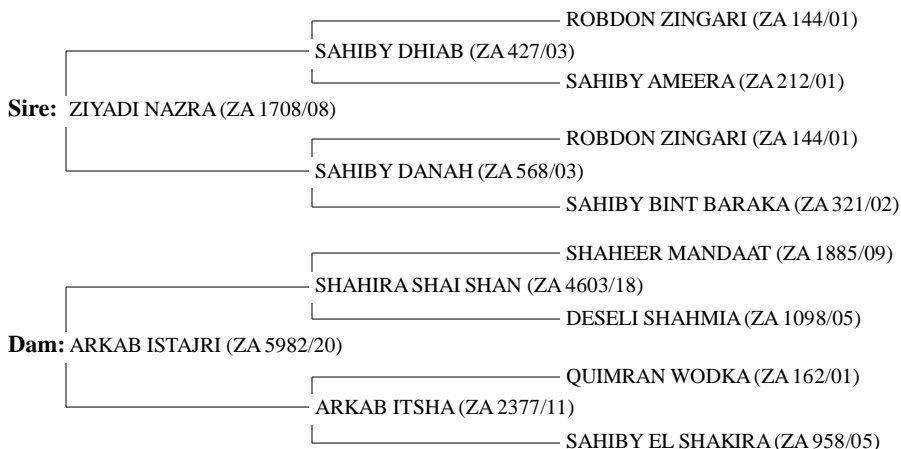 ROBDON ZINGARI (ZA 144/01)
SAHIBY DHIAB (ZA 427/03)
SAHIBY AMEERA (ZA 212/01)
Sire: ZIYADI NAZRA (ZA 1708/08)
ROBDON ZINGARI (ZA 144/01)
SAHIBY DANAH (ZA 568/03)
SAHIBY BINT BARAKA (ZA 321/02)
SHAHEER MANDAAT (ZA 1885/09)
SHAHIRA SHAI SHAN (ZA 4603/18)
DESELI SHAHMIA (ZA 1098/05)
Dam: ARKAB ISTAJRI (ZA 5982/20)
QUIMRAN WODKA (ZA 162/01)
ARKAB ITSHA (ZA 2377/11)
SAHIBY EL SHAKIRA (ZA 958/05)